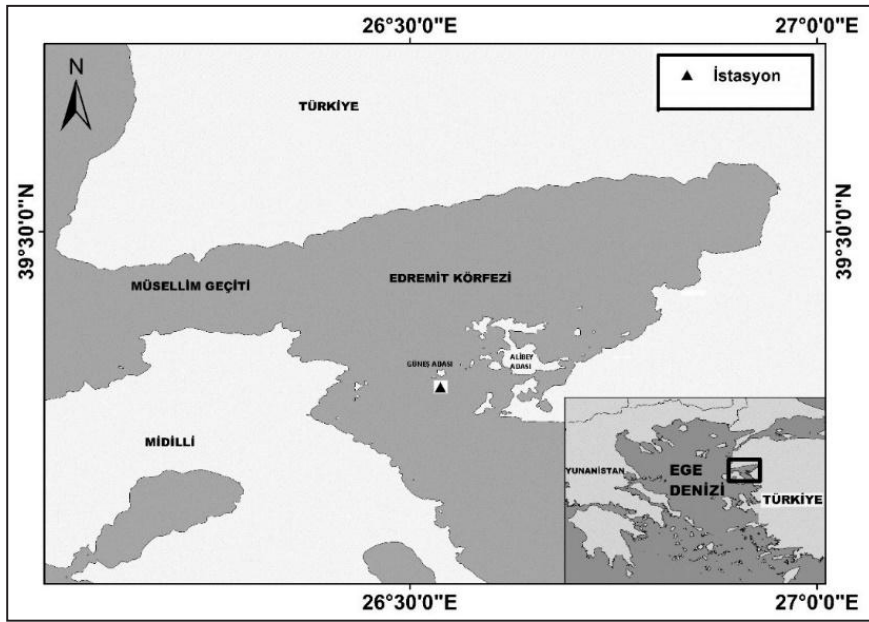 26°30'0"E
27°0'0"E
N
İstasyon
TÜRKİYE
39°30'0"N
39°30'0"N
MÜSELLİM GEÇİTİ
EDREMİT KÖRFEZİ
GÜNEŞ ADASI
ALİBEY
ADASI
MİDİLLİ
YUNANİSTAN
EGE
DENİZİ
TÜRKİYE
26°30'0"E
27°0'0"E